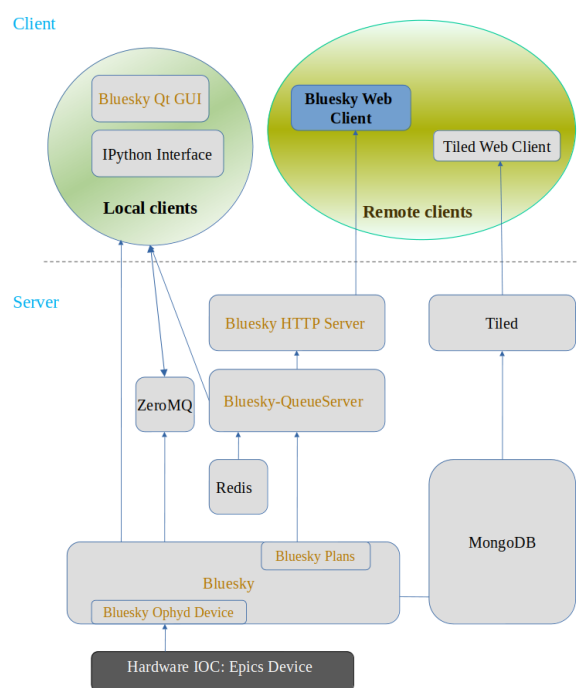 Client
Bluesky Qt GUI
IPython Interface
Local clients
Bluesky Web
Client
Tiled Web Client
Remote clients
Server
Bluesky HTTP Server
Tiled
ZeroMQ
Bluesky-QueueServer
Redis
MongoDB
Bluesky Plans
Bluesky
Bluesky Ophyd Device
Hardware IOC: Epics Device